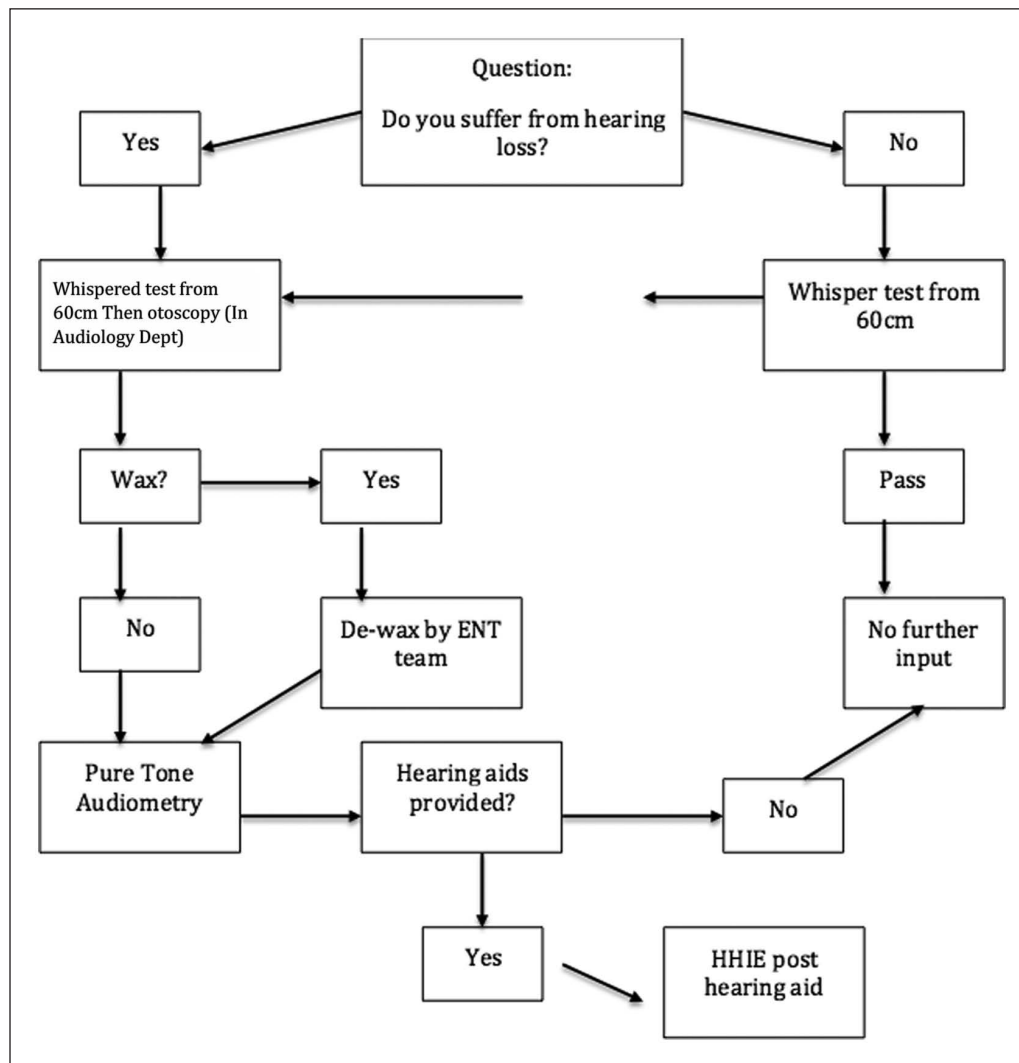 Question:
Do you suffer from hearing
loss?
Yes
No
Whispered test from
60cm Then otoscopy (In
Audiology Dept)
Whisper test from
60cm
Wax?
Yes
Pass
No
De-wax by ENT
team
No further
input
Pure Tone
Audiometry
Hearing aids
provided?
No
Yes
HHIE post
hearing aid